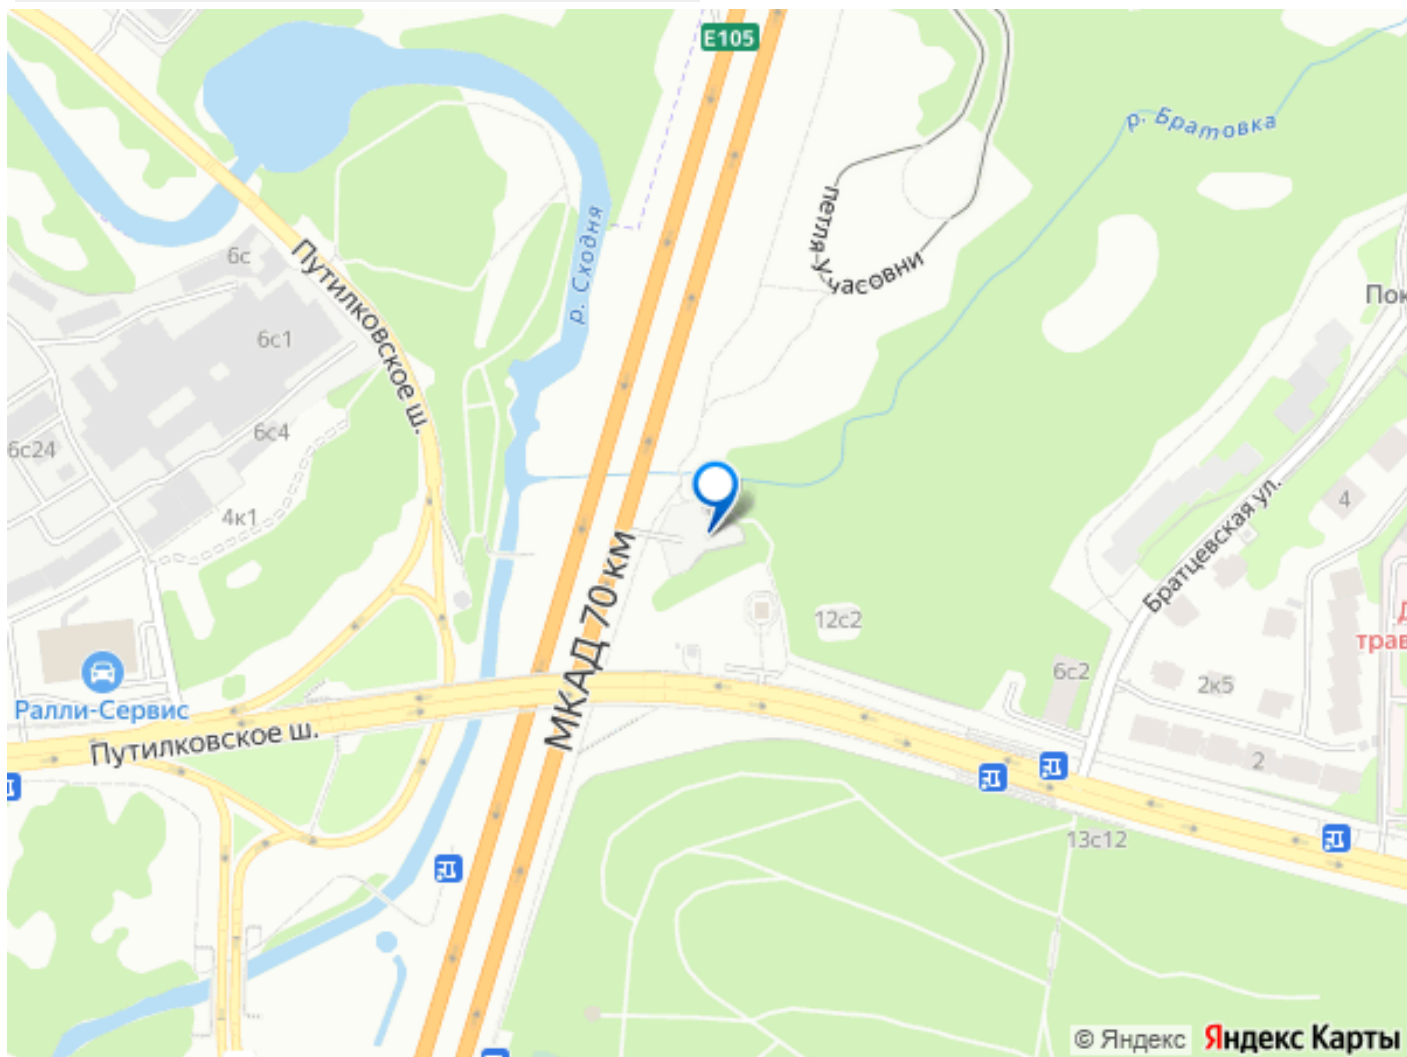 E105
р. Братовка
петля у часовни
р. Сходня
6с
Путилковское ш.
6с1
Пок
6с4
6с24
4к1
4
Братцевская ул.
МКАД 70 км
12с2
Д
трав
6с2
2к5
Ралли-Сервис
Путилковское ш.
2
13с12
© Яндекс Яндекс Карты